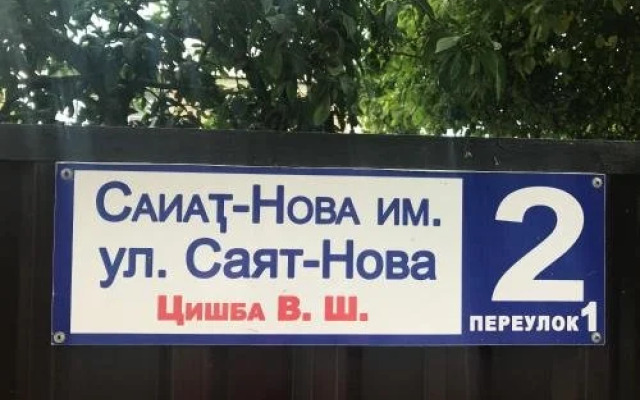 Саиаҭ-Нова им.
ул. Саят-Нова
Цишба В. Ш.
2
ПЕРЕУЛОК 1